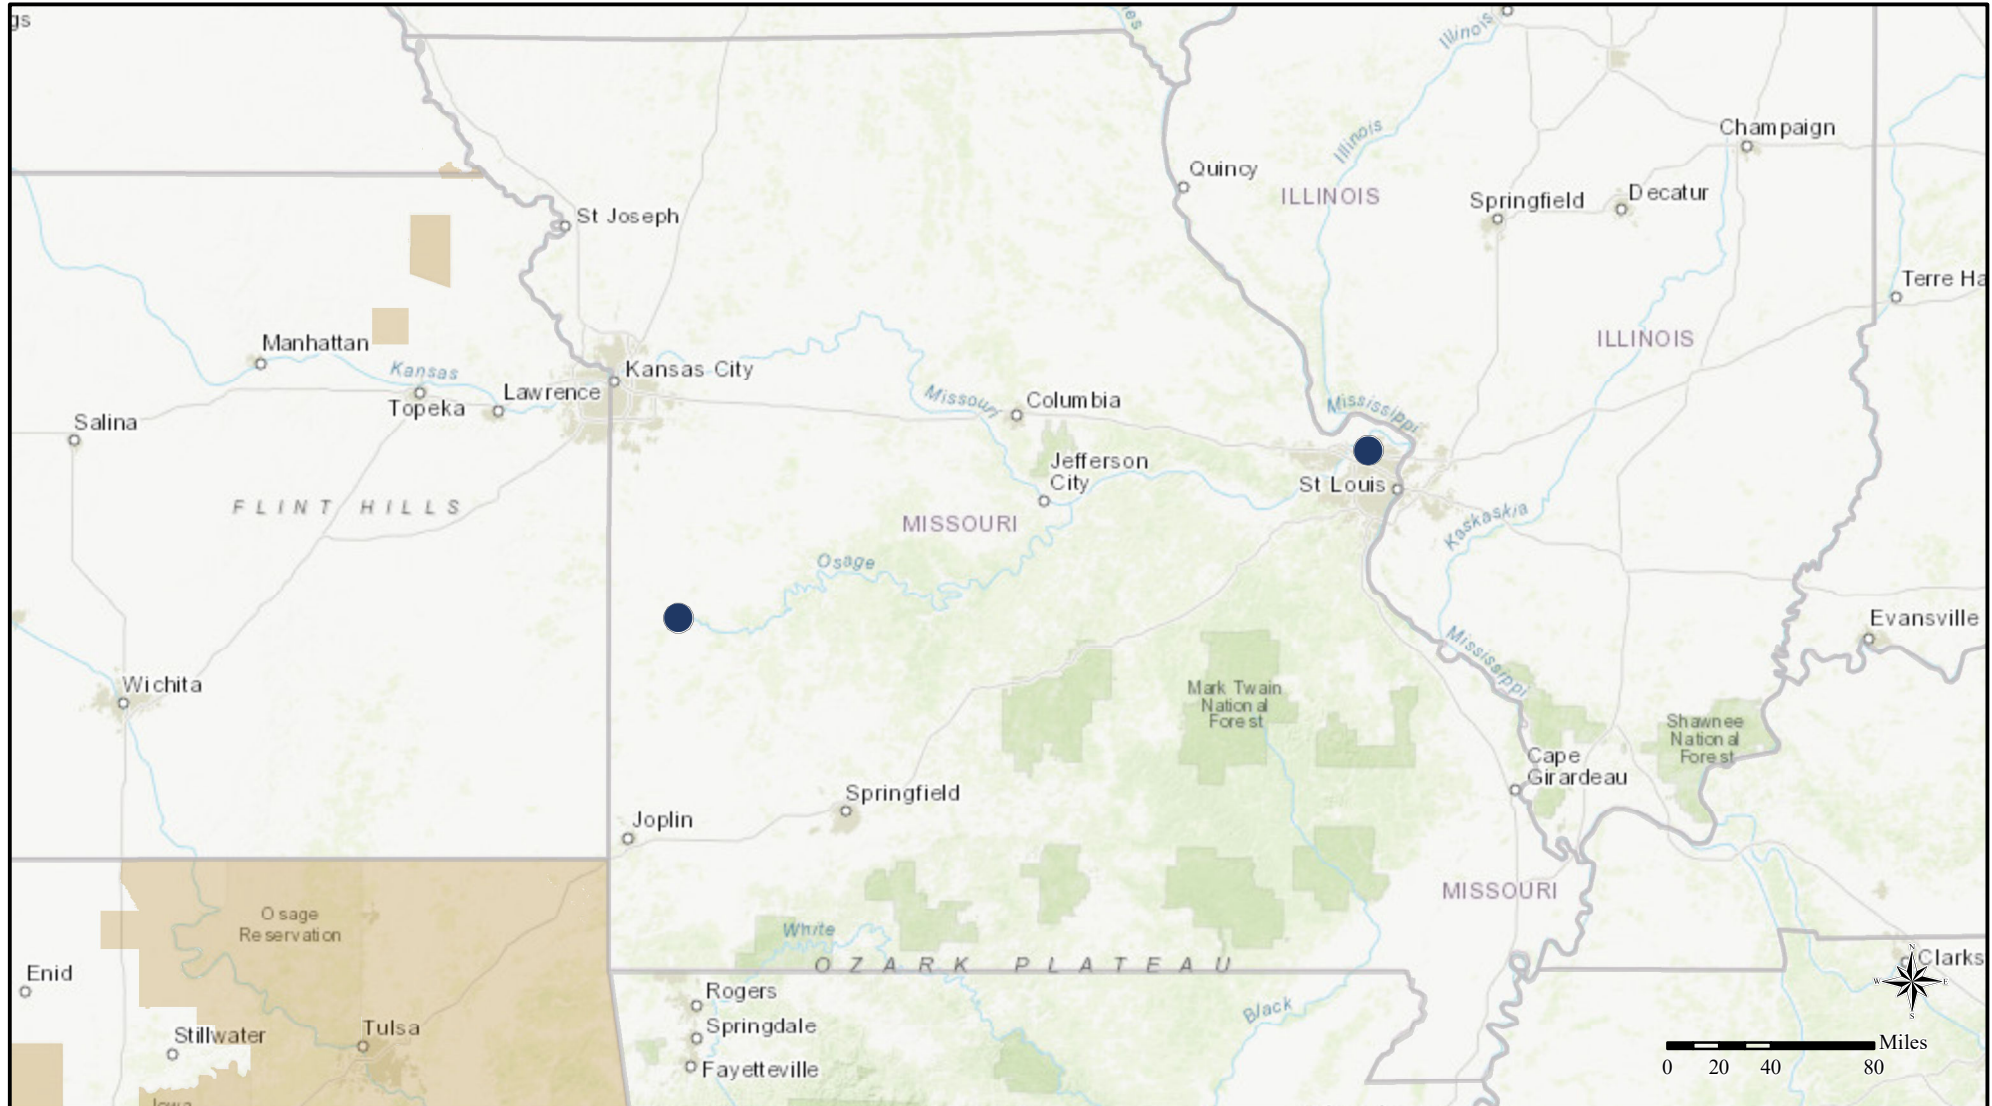 gs
Illinois
Champaign
Illinois
Quincy
ILLINOIS
Springfield
Decatur
St Joseph
Terre Ha
Manhattan
ILLINOIS
Kansas
Kansas City
Lawrence
Missouri
Columbia
Mississippi
Topeka
Salina
Jefferson
City
St Louis
FLINT HILLS
MISSOURI
Kaskaskia
Osage
Evansville
Mississippi
Wichita
Mark Twain
National
Forest
Shawnee
National
Forest
Cape
Girardeau
Springfield
Joplin
MISSOURI
Osage
Reservation
White
OZARK PLATEAU
Clarks
Enid
Rogers
Black
N
W
E
S
Springdale
Stillwater
Tulsa
Fayetteville
Miles
0 20 40 80
Iowa